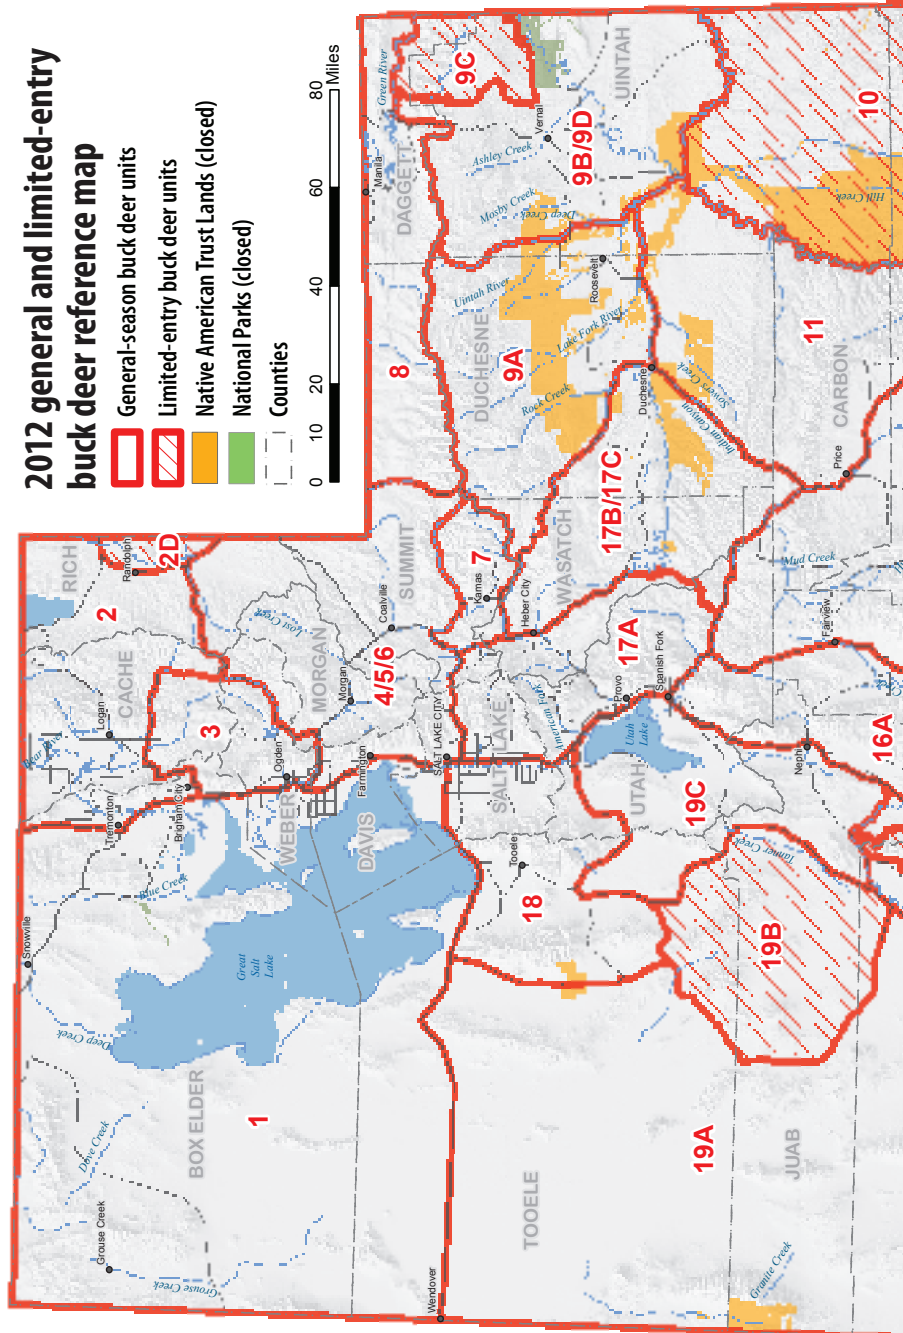 2012 general and limited-entry
buck deer reference map
General-season buck deer units
Limited-entry buck deer units
Native American Trust Lands (closed)
National Parks (closed)
Counties
0 10 20 40 60 80
Miles
Snowville
Grouse Creek
Dove Creek
Deep Creek
Grouse Creek
BOX ELDER
1
Blue Creek
Bear River
Tremonton
Brigham City
Logan
CACHE
RICH
2
Randolph
2D
3
Great
Salt
Lake
WEBER
Ogden
DAVIS
Farmington
MORGAN
Morgan
Lost Creek
4/5/6
Coalville
SUMMIT
SALT LAKE CITY
SALT LAKE
Wendover
TOOELE
Tooele
18
American Fork
Kamas
7
Heber City
WASATCH
8
Manila
DAGGETT
Green River
9C
DUCHESNE
9A
Uintah River
Rock Creek
Lake Fork River
Mosby Creek
Deep Creek
Ashley Creek
Vernal
9B/9D
UINTAH
Roosevelt
Duchesne
17B/17C
17A
Provo
Spanish Fork
Utah
Lake
UTAH
19C
Tanner Creek
19A
19B
JUAB
Granite Creek
Nephi
16A
Fairview
Mud Creek
Indian Canyon
Sowers Creek
Price
CARBON
11
10
Hill Creek